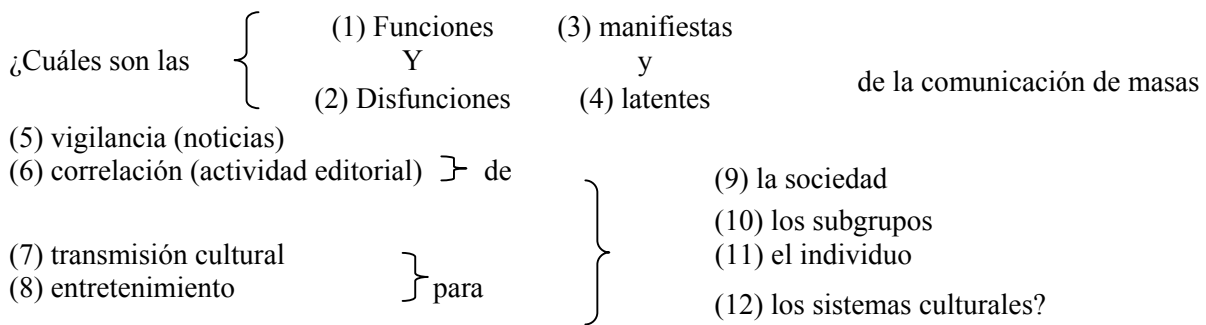 (1) Funciones (3) manifiestas
¿Cuáles son las Y y
de la comunicación de masas
(2) Disfunciones (4) latentes
(5) vigilancia (noticias)
(6) correlación (actividad editorial) de
(9) la sociedad
(10) los subgrupos
(7) transmisión cultural (11) el individuo
(8) entretenimiento para
(12) los sistemas culturales?